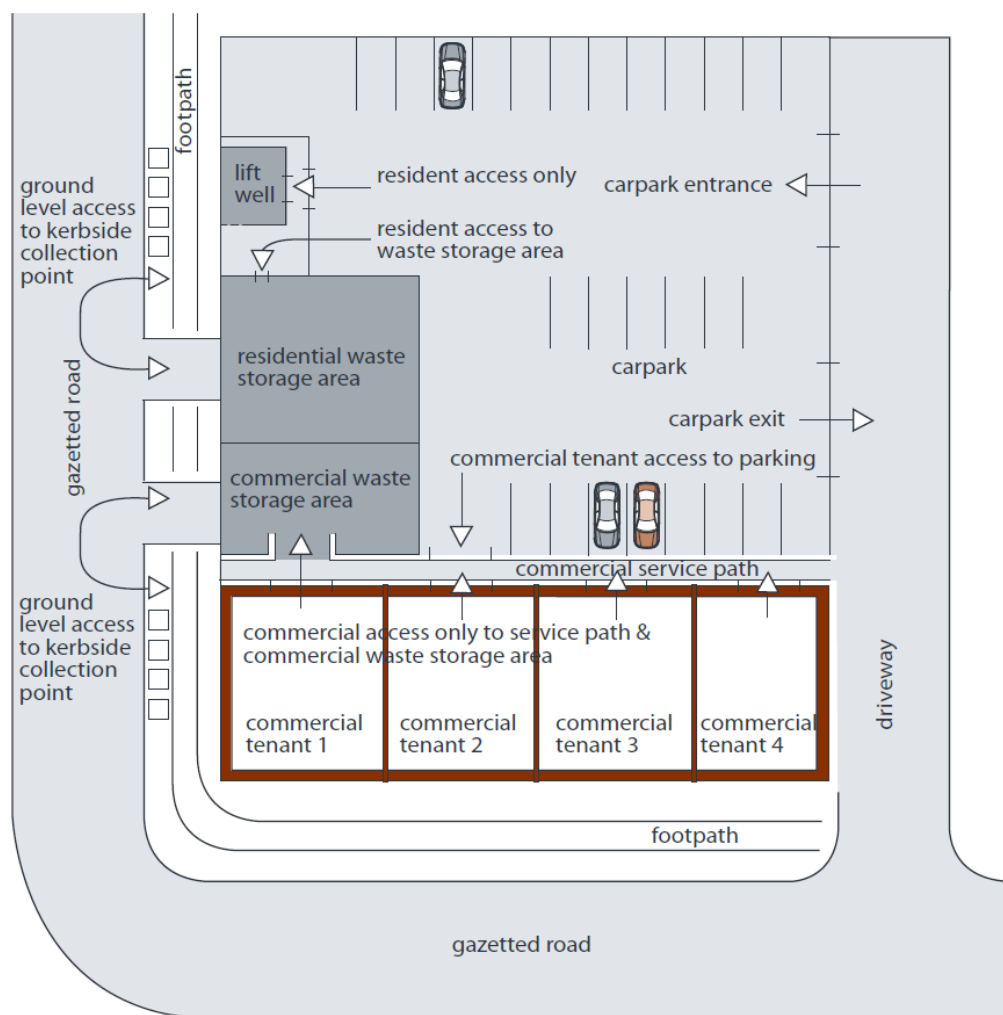 footpath
lift
well
resident access only
carpark entrance
ground
level access
to kerbside
collection
point
resident access to
waste storage area
residential waste
storage area
carpark
gazetted road
carpark exit
commercial tenant access to parking
commercial waste
storage area
commercial service path
ground
level access
to kerbside
collection
point
commercial access only to service path &
commercial waste storage area
commercial
tenant 1
commercial
tenant 2
commercial
tenant 3
commercial
tenant 4
driveway
footpath
gazetted road